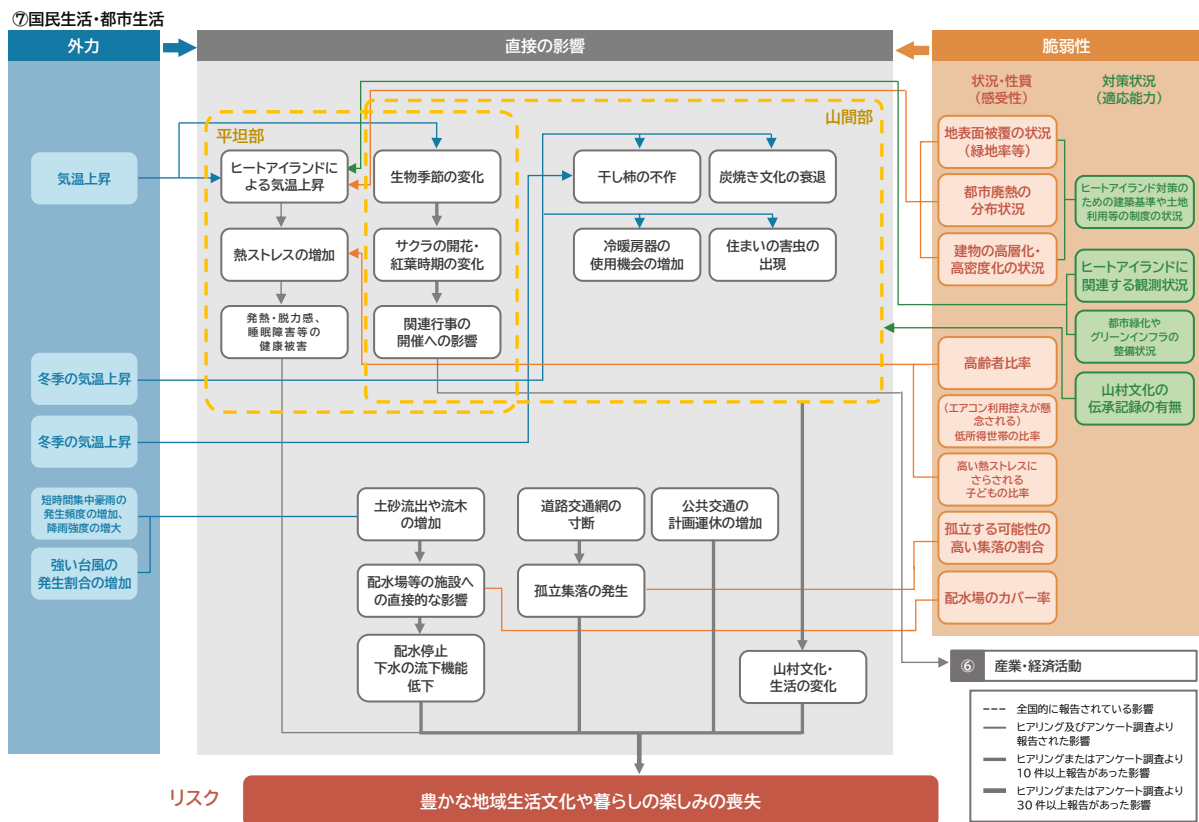 ⑦国民生活・都市生活
外力
直接の影響
脆弱性
状況・性質
（感受性）
対策状況
（適応能力）
平坦部
山間部
気温上昇
冬季の気温上昇
冬季の気温上昇
短時間集中豪雨の
発生頻度の増加、
降雨強度の増大
強い台風の
発生割合の増加
ヒートアイランドに
よる気温上昇
熱ストレスの増加
発熱・脱力感、
睡眠障害等の
健康被害
生物季節の変化
サクラの開花・
紅葉時期の変化
関連行事の
開催への影響
干し柿の不作
炭焼き文化の衰退
冷暖房器の
使用機会の増加
住まいの害虫の
出現
土砂流出や流木
の増加
配水場等の施設へ
の直接的な影響
配水停止
下水の流下機能
低下
道路交通網の
寸断
孤立集落の発生
公共交通の
計画運休の増加
山村文化・
生活の変化
地表面被覆の状況
（緑地率等）
都市廃熱の
分布状況
建物の高層化・
高密度化の状況
高齢者比率
（エアコン利用控えが懸
念される）
低所得世帯の比率
高い熱ストレスに
さらされる
子どもの比率
孤立する可能性の
高い集落の割合
配水場のカバー率
ヒートアイランド対策の
ための建築基準や土地
利用等の制度の状況
ヒートアイランドに
関連する観測状況
都市緑化や
グリーンインフラの
整備状況
山村文化の
伝承記録の有無
⑥ 産業・経済活動
全国的に報告されている影響
ヒアリング及びアンケート調査より
報告された影響
ヒアリングまたはアンケート調査より
10 件以上報告があった影響
ヒアリングまたはアンケート調査より
30 件以上報告があった影響
リスク
豊かな地域生活文化や暮らしの楽しみの喪失